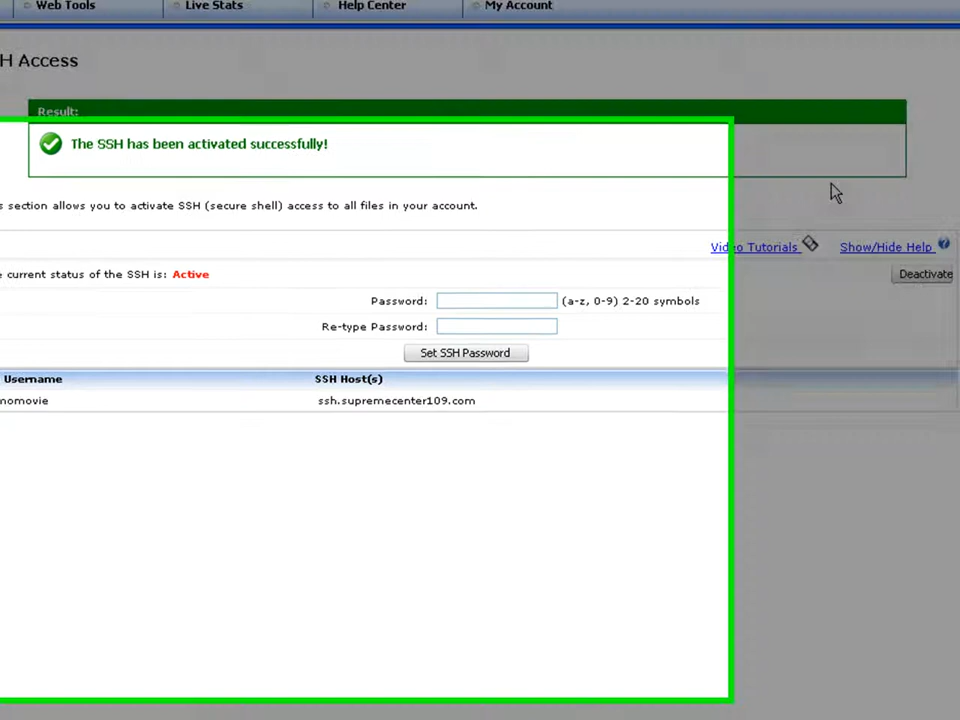 Web Tools Live Stats Help Center My Account
H Access
Result:
The SSH has been activated successfully!
s section allows you to activate SSH (secure shell) access to all files in your account.
Video Tutorials Show/Hide Help
e current status of the SSH is: Active Deactivate
Password: (a-z, 0-9) 2-20 symbols
Re-type Password:
Set SSH Password
Username SSH Host(s)
momovie ssh.supremecenter109.com